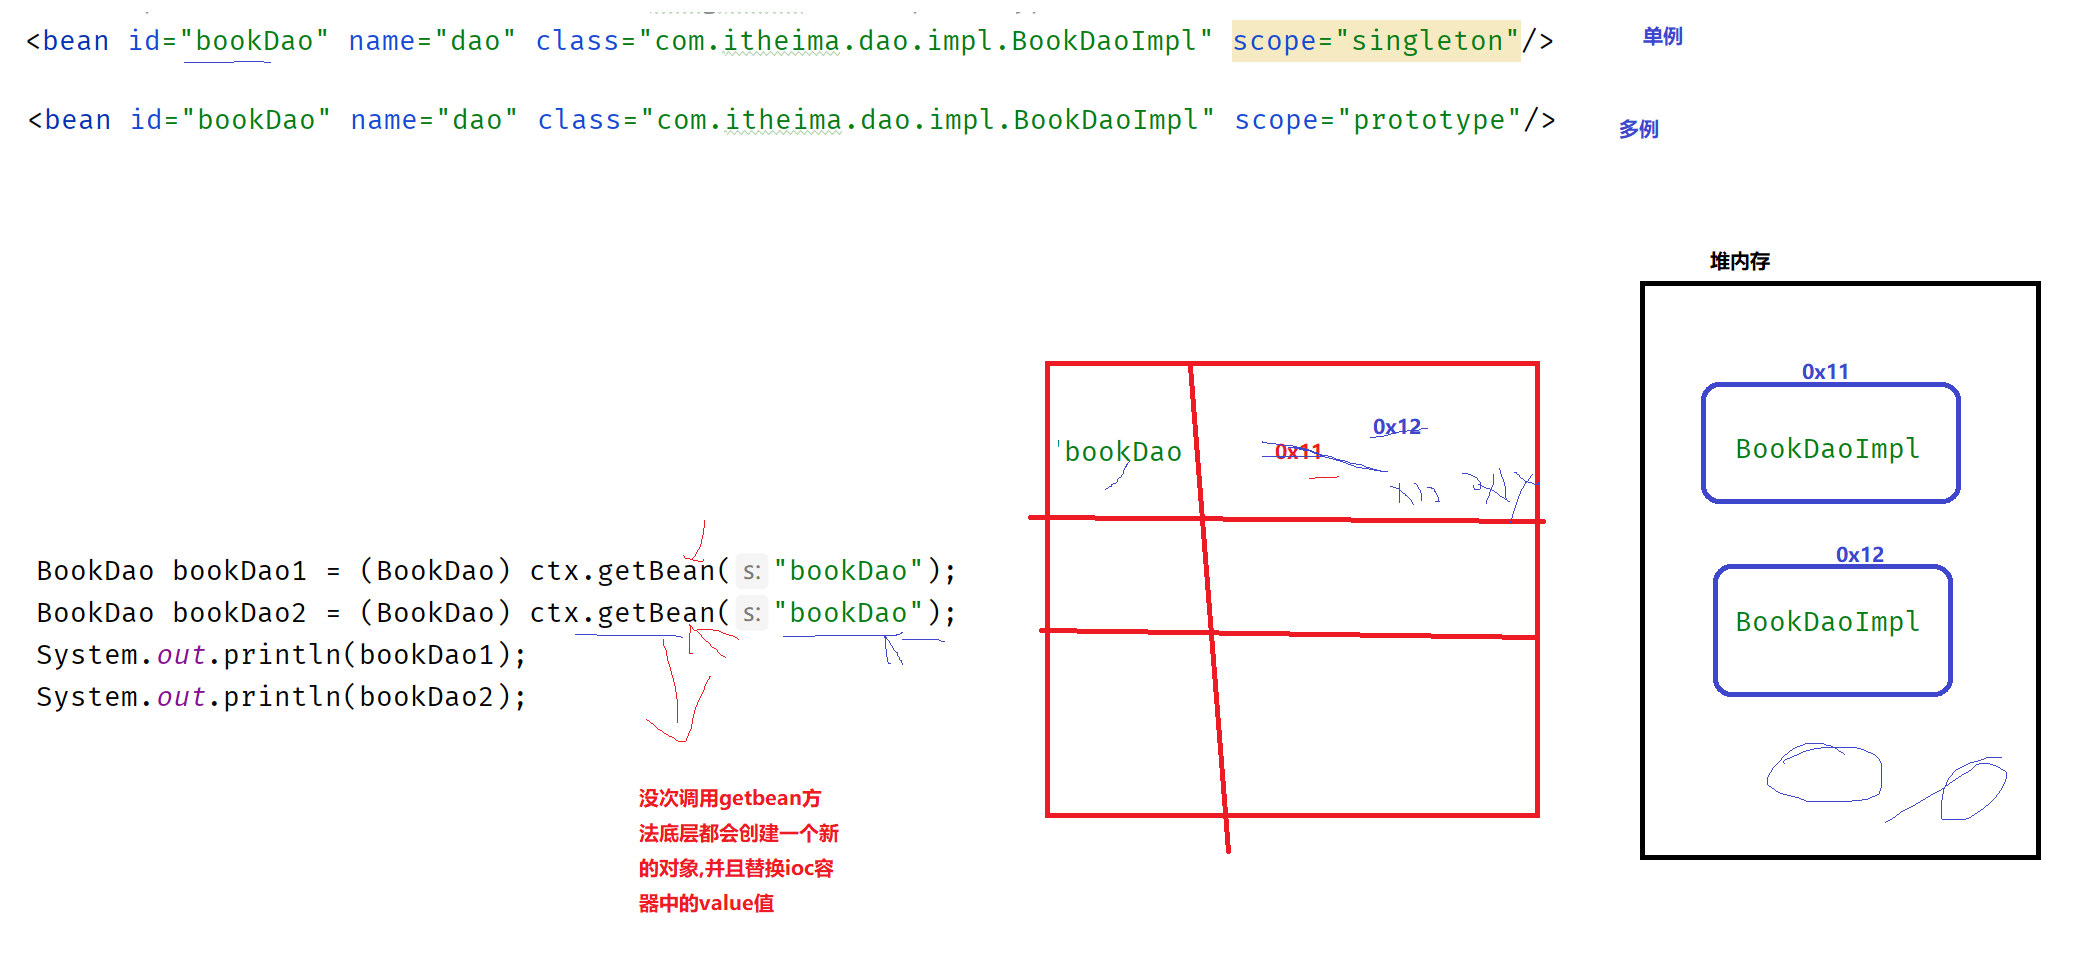 <bean id="bookDao" name="dao" class="com.itheima.dao.impl.BookDaoImpl" scope="singleton"/>
单例
<bean id="bookDao" name="dao" class="com.itheima.dao.impl.BookDaoImpl" scope="prototype"/>
多例
堆内存
0x11
BookDaoImpl
0x12
BookDaoImpl
0x12
'bookDao
0x11
BookDao bookDao1 = (BookDao) ctx.getBean( s: "bookDao");
BookDao bookDao2 = (BookDao) ctx.getBean( s: "bookDao");
System.out.println(bookDao1);
System.out.println(bookDao2);
没次调用getbean方
法底层都会创建一个新
的对象,并且替换ioc容
器中的value值